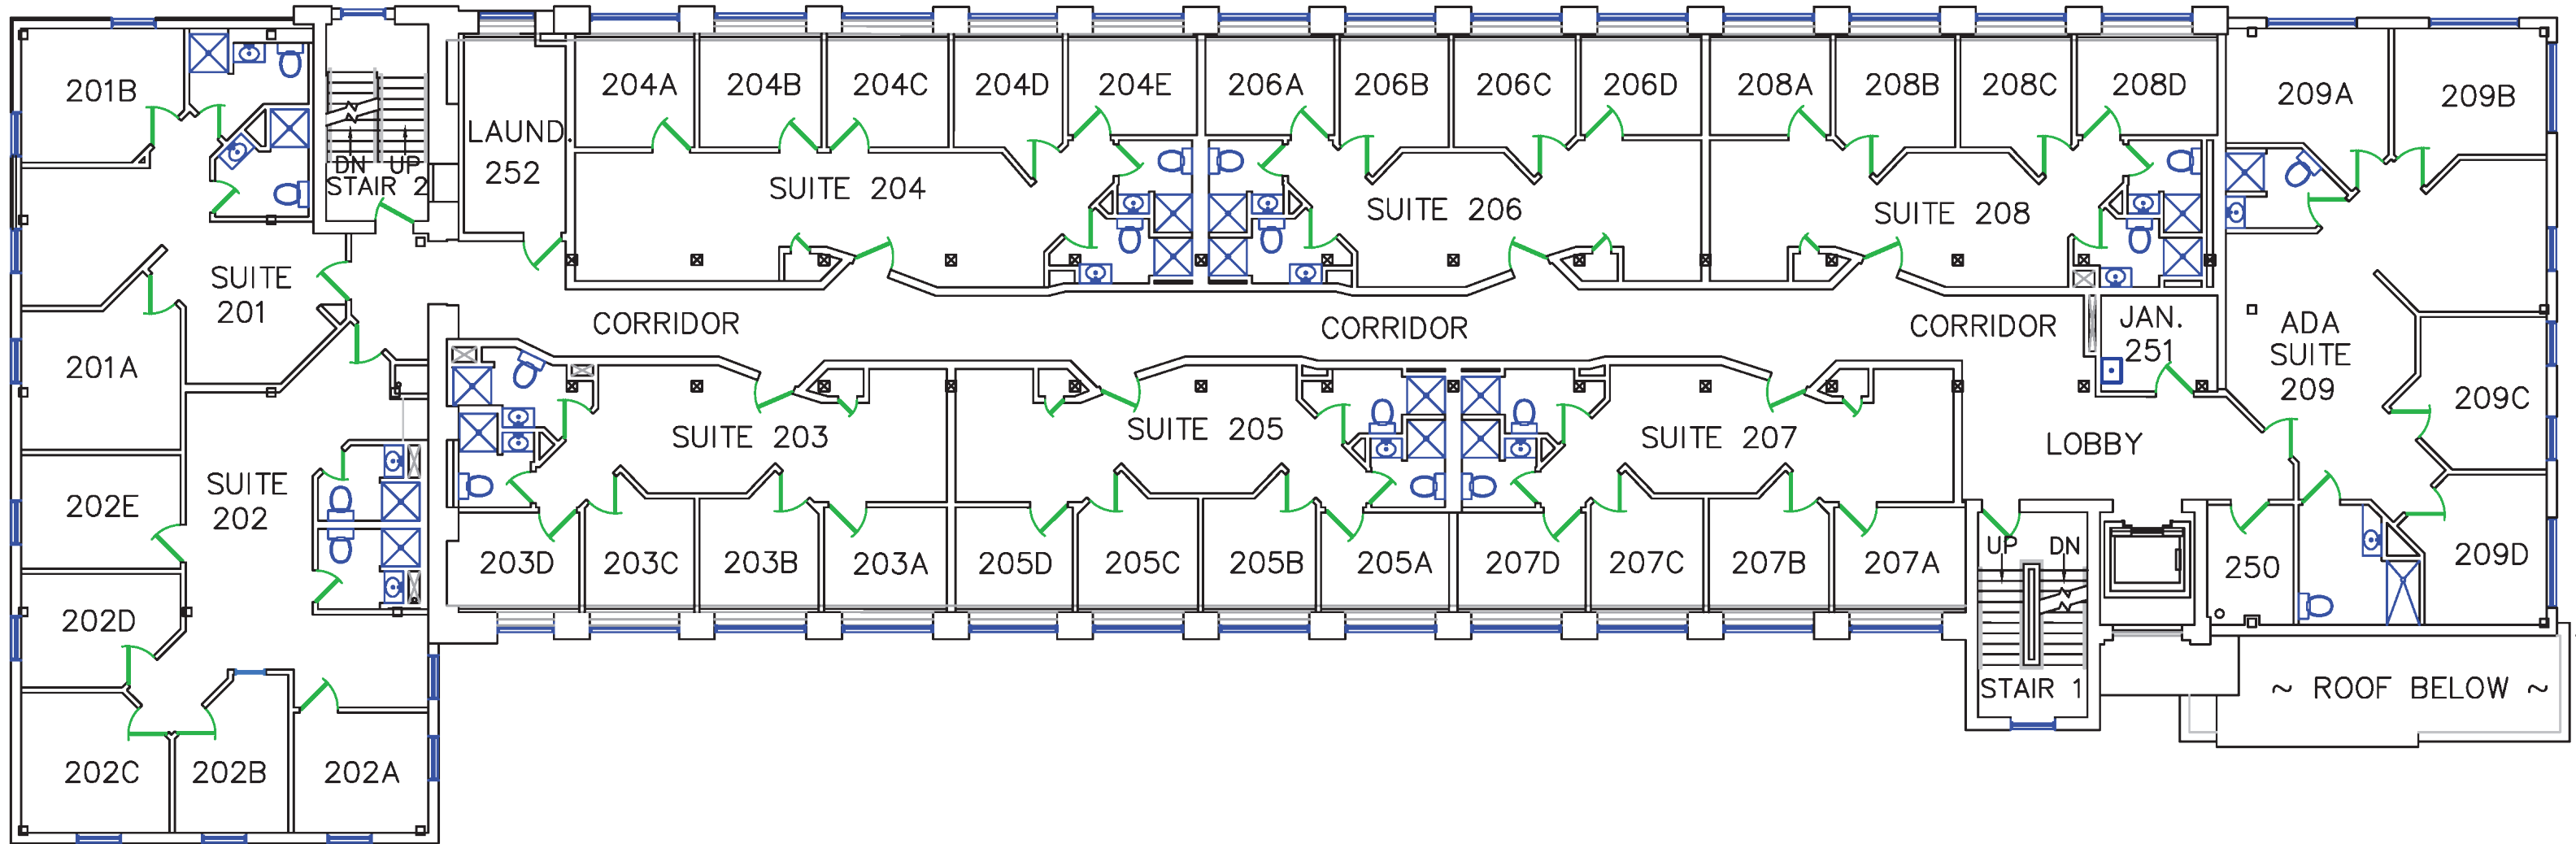 201B
DN UP
STAIR 2
LAUND.
252
204A
204B
204C
204D
204E
206A
206B
206C
206D
208A
208B
208C
208D
209A
209B
SUITE 204
SUITE 206
SUITE 208
SUITE
201
201A
CORRIDOR
CORRIDOR
CORRIDOR
JAN.
251
ADA
SUITE
209
209C
SUITE 203
SUITE 205
SUITE 207
LOBBY
202E
SUITE
202
203D
203C
203B
203A
205D
205C
205B
205A
207D
207C
207B
207A
UP DN
250
209D
202D
STAIR 1
~ ROOF BELOW ~
202C
202B
202A